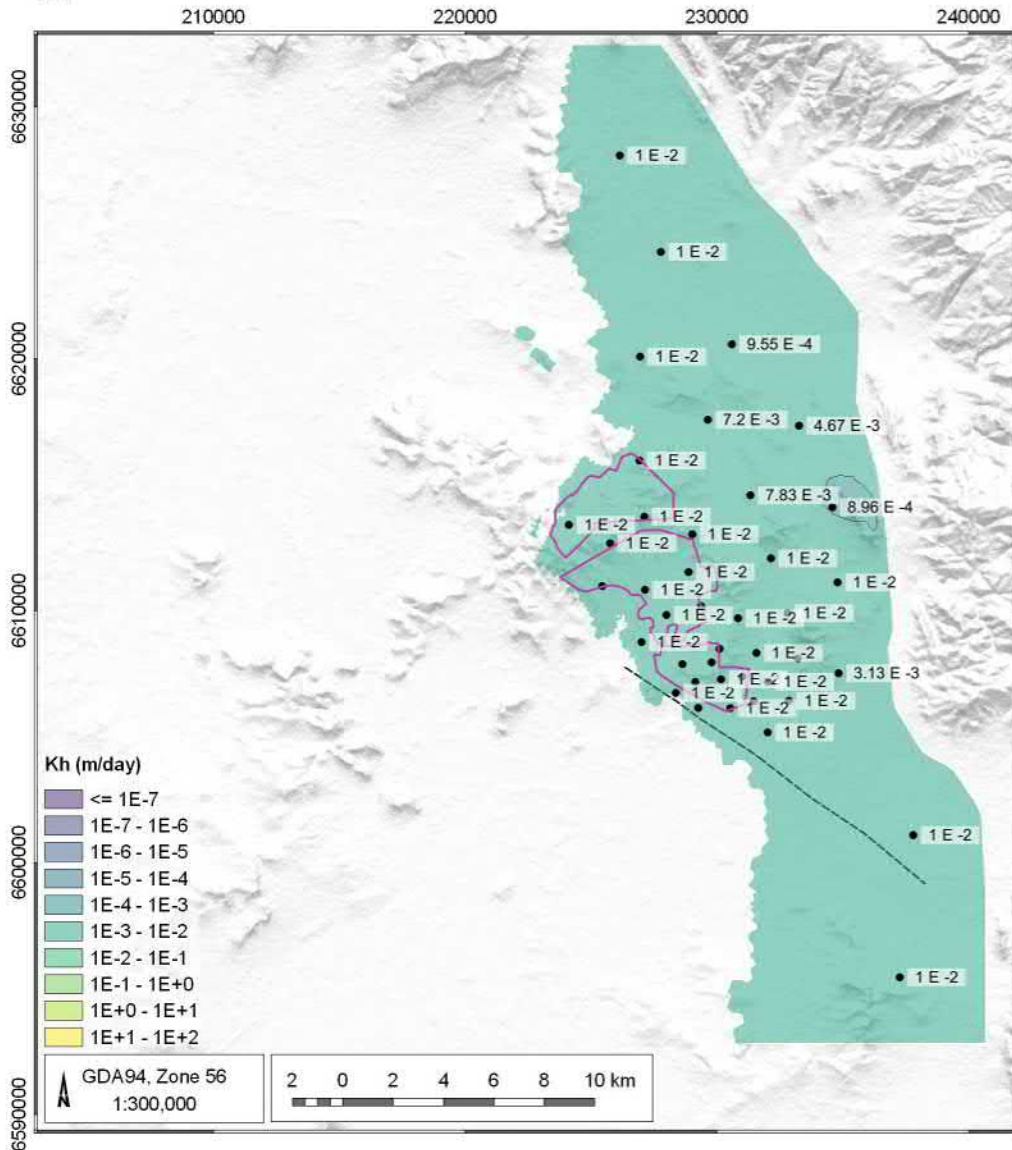 210000 220000 230000 240000
6630000
1 E -2
1 E -2
6620000
9.55 E -4
1 E -2
7.2 E -3
4.67 E -3
1 E -2
7.83 E -3
8.96 E -4
1 E -2
1 E -2
1 E -2
1 E -2
1 E -2
1 E -2
1 E -2
1 E -2
6610000
1 E -2
1 E -2
1 E -2
1 E -2
3.13 E -3
1 E -2
1 E -2
1 E -2
1 E -2
1 E -2
1 E -2
1 E -2
6600000
1 E -2
Kh (m/day)
<= 1E-7
1E-7 - 1E-6
1E-6 - 1E-5
1E-5 - 1E-4
1E-4 - 1E-3
1E-3 - 1E-2
1E-2 - 1E-1
1E-1 - 1E+0
1E+0 - 1E+1
1E+1 - 1E+2
1 E -2
N
GDA94, Zone 56
1:300,000
2 0 2 4 6 8 10 km
6590000